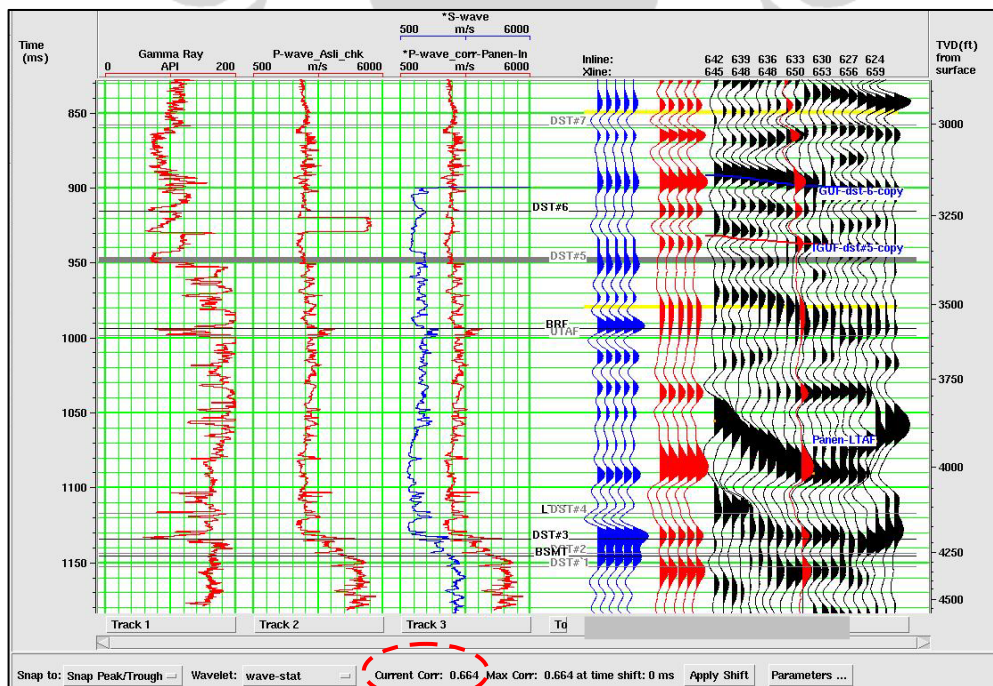 *S-wave
500 m/s 6000
Time (ms)
Gamma Ray
API
0 200
P-wave_Asli_chk
500 m/s 6000
*P-wave_corr-Panen-In
500 m/s 6000
Inline: 642 639 636 633 630 627 624
Xline: 645 648 648 650 653 656 659
TVD(ft)
from
surface
850
900
950
1000
1050
1100
1150
DST#7
DST#6
DST#5
BRF
UTAF
DST#4
DST#3
DST#2
BSMT
DST#1
GUF-dst-6-copy
IGUF-dst#5-copy
Panen-LTAF
3000
3250
3500
3750
4000
4250
4500
Track 1
Track 2
Track 3
To
Snap to: Snap Peak/Trough Wavelet: wave-stat Current Corr: 0.664 Max Corr: 0.664 at time shift: 0 ms Apply Shift Parameters ...